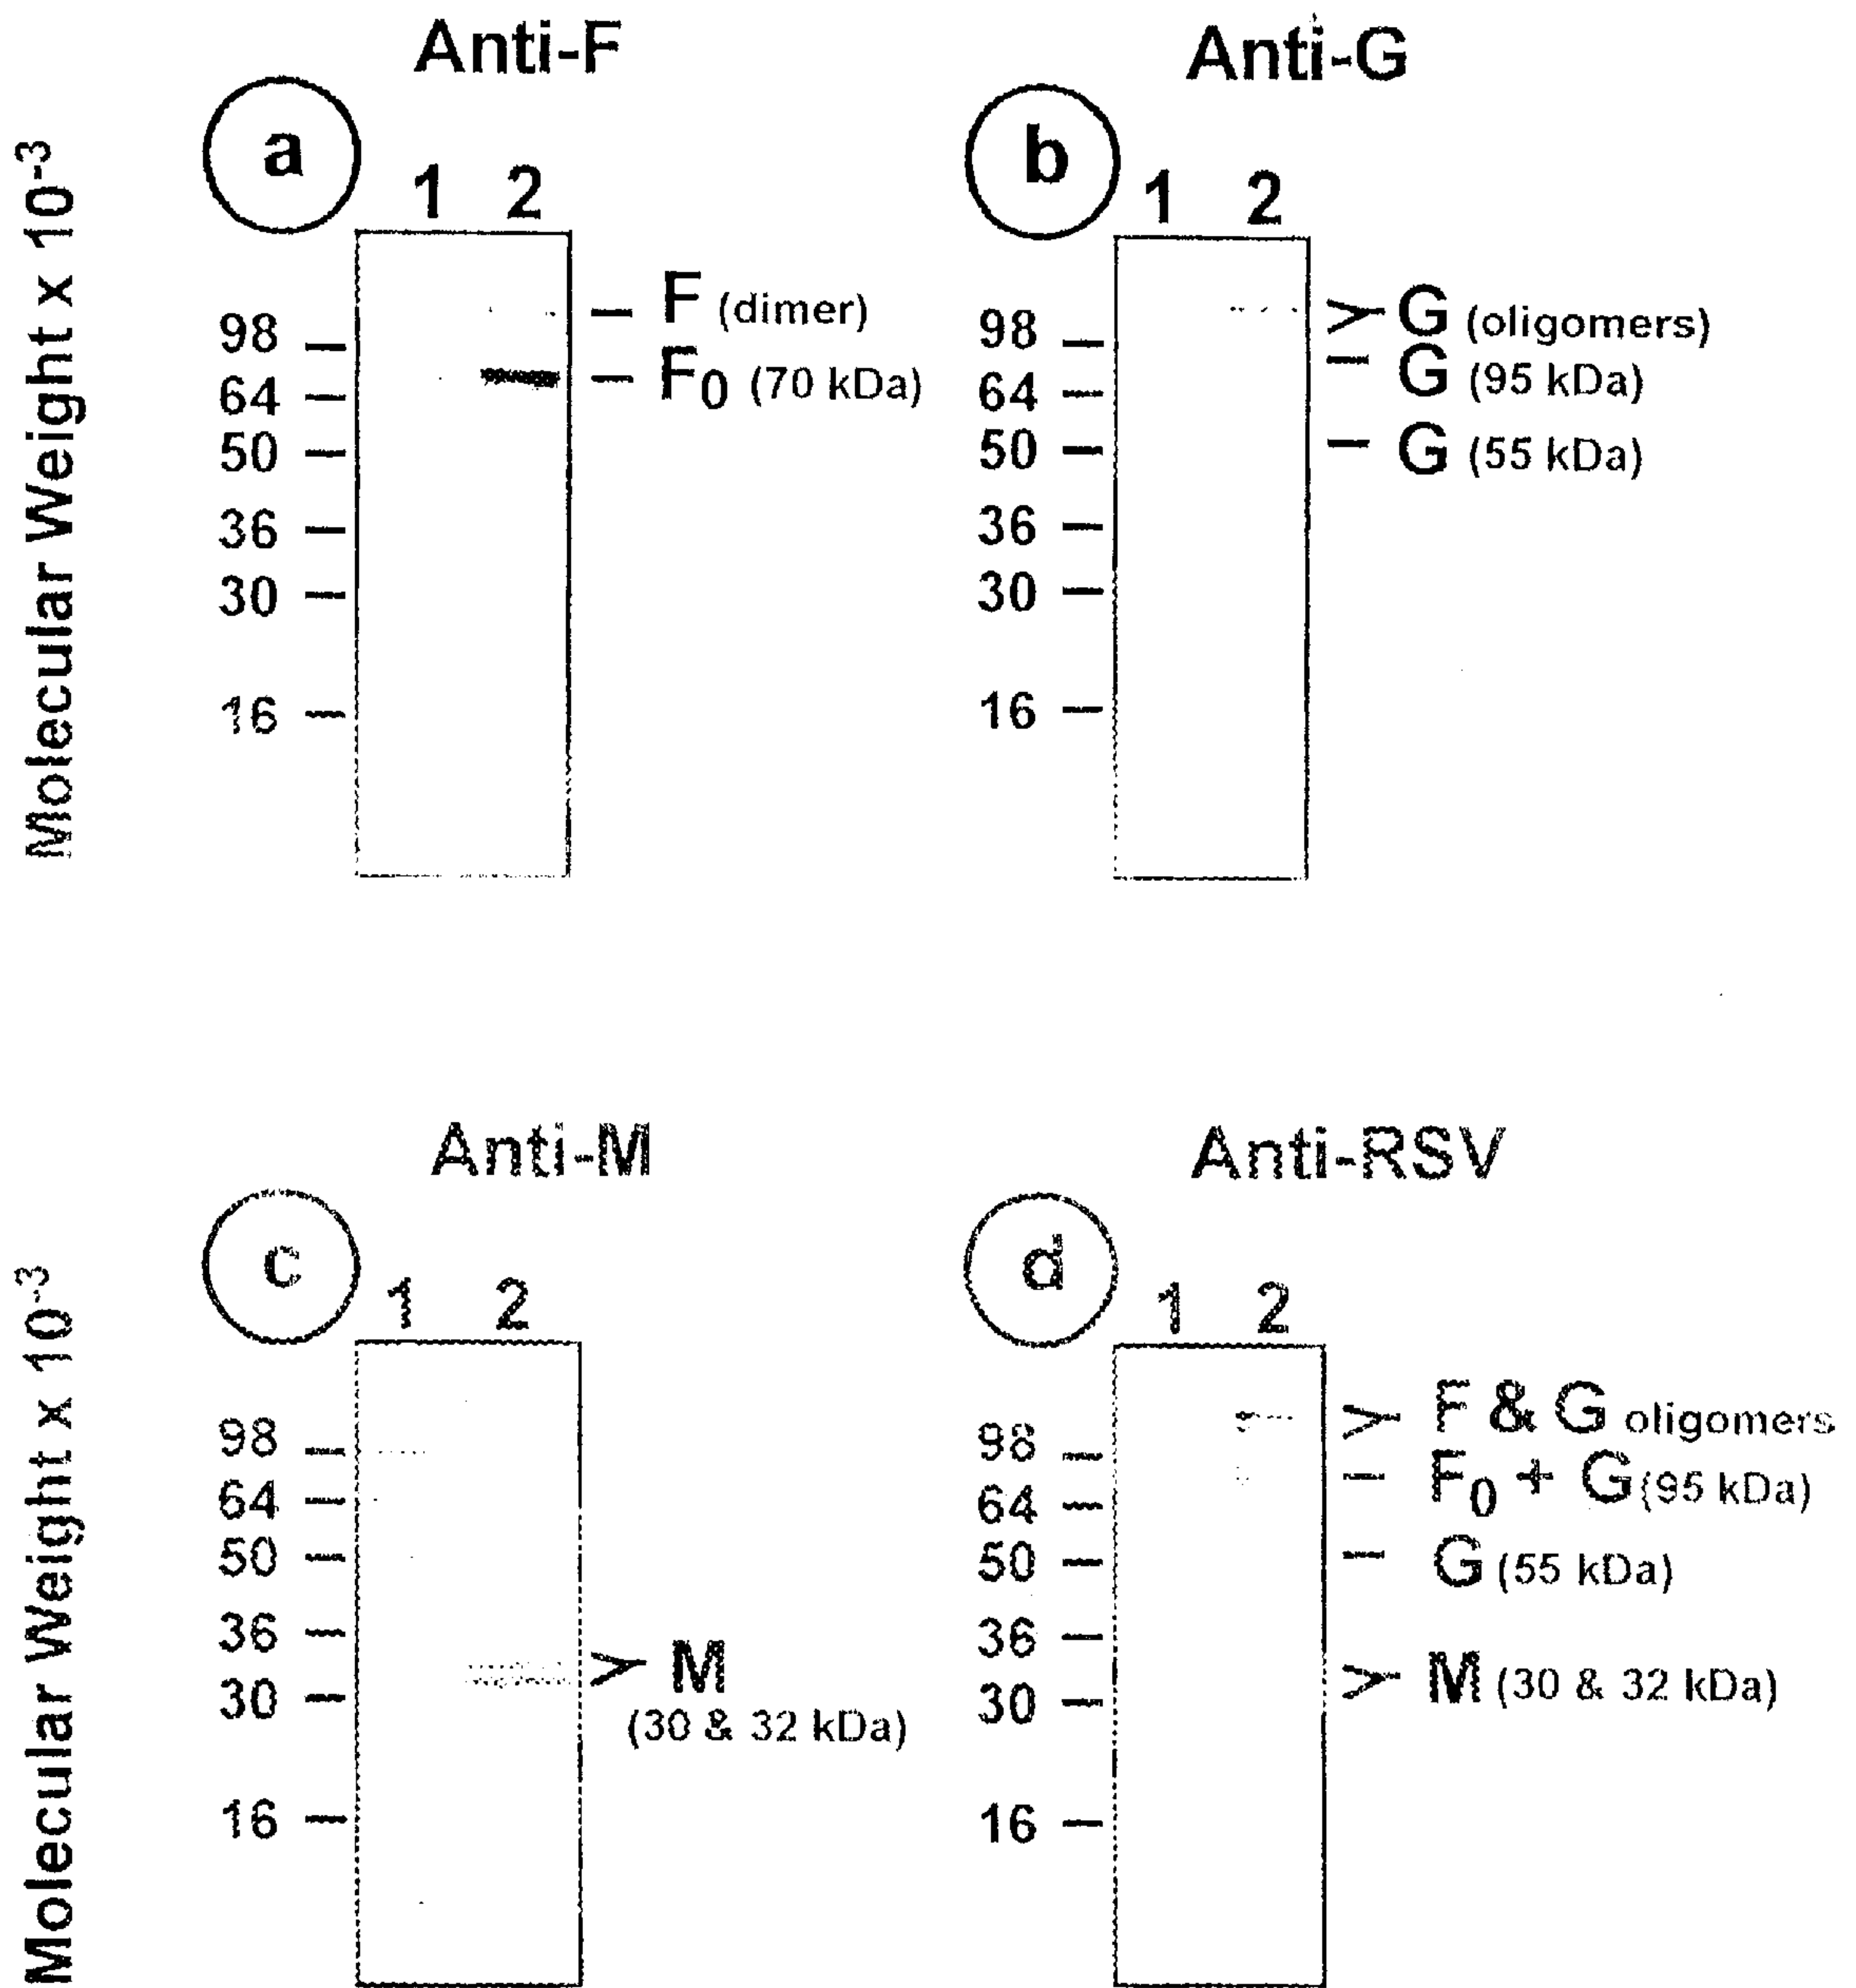 Anti-F
a
1 2
Molecular Weight x 10-3
98
64
50
36
30
16
F (dimer)
F0 (70 kDa)
Anti-G
b
1 2
98
64
50
36
30
16
G (oligomers)
G (95 kDa)
G (55 kDa)
Anti-M
c
1 2
Molecular Weight x 10-3
98
64
50
36
30
16
M
(30 & 32 kDa)
Anti-RSV
d
1 2
98
64
50
36
30
16
F & G oligomers
F0 + G (95 kDa)
G (55 kDa)
M (30 & 32 kDa)